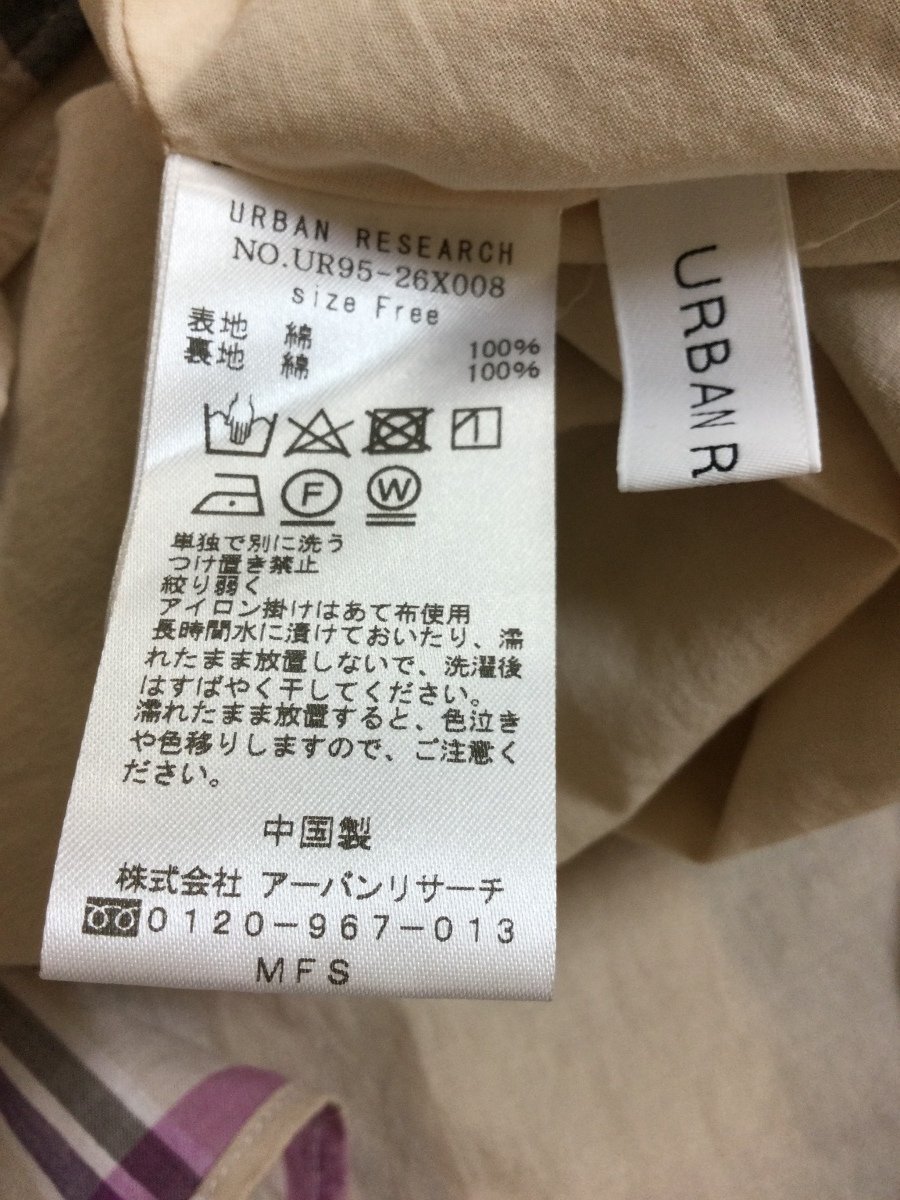 URBAN RESEARCH
NO.UR95-26X008
size Free
表地 綿 100%
裏地 綿 100%
F W
単独で別に洗う
つけ置き禁止
絞り弱く
アイロン掛けはあて布使用
長時間水に漬けておいたり、濡
れたまま放置しないで、洗濯後
はすばやく干してください。
濡れたまま放置すると、色泣き
や色移りしますので、ご注意く
ださい。
中国製
株式会社 アーバンリサーチ
0120-967-013
MFS
URBAN R